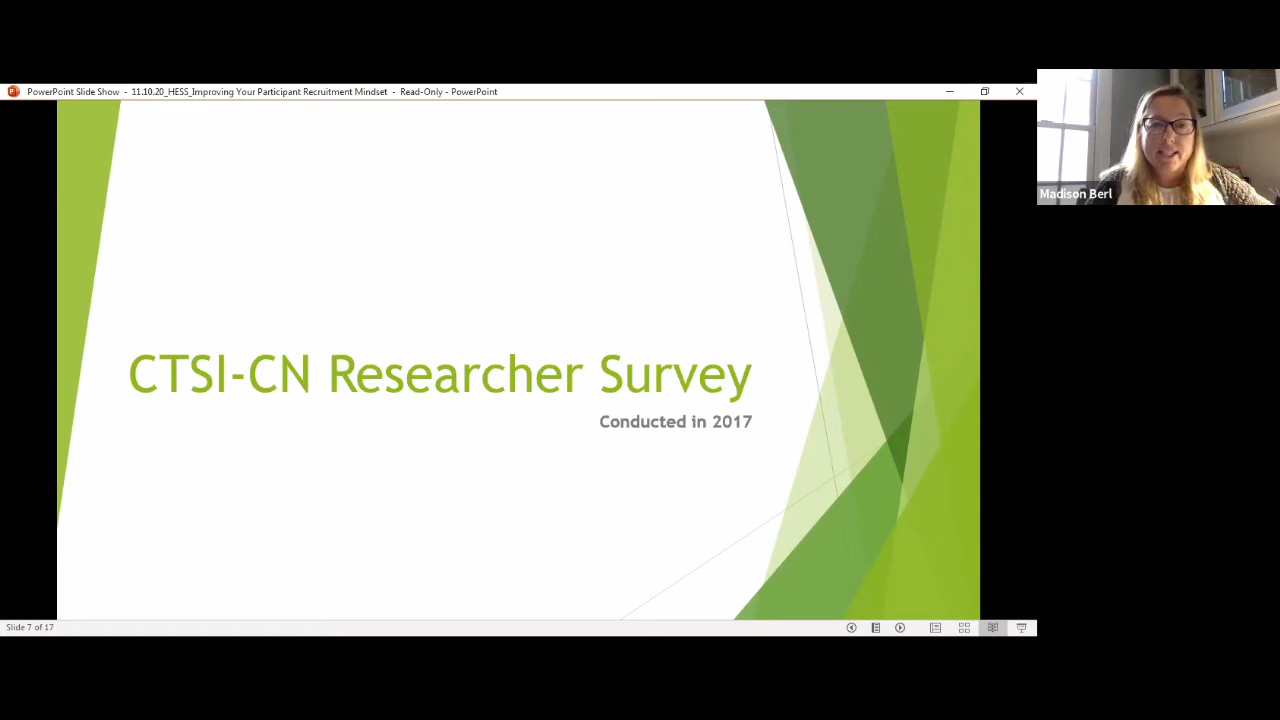 PowerPoint Slide Show - 11.10.20_HESS_Improving Your Participant Recruitment Mindset - Read-Only - PowerPoint
Madison Berl
CTSI-CN Researcher Survey
Conducted in 2017
Slide 7 of 17